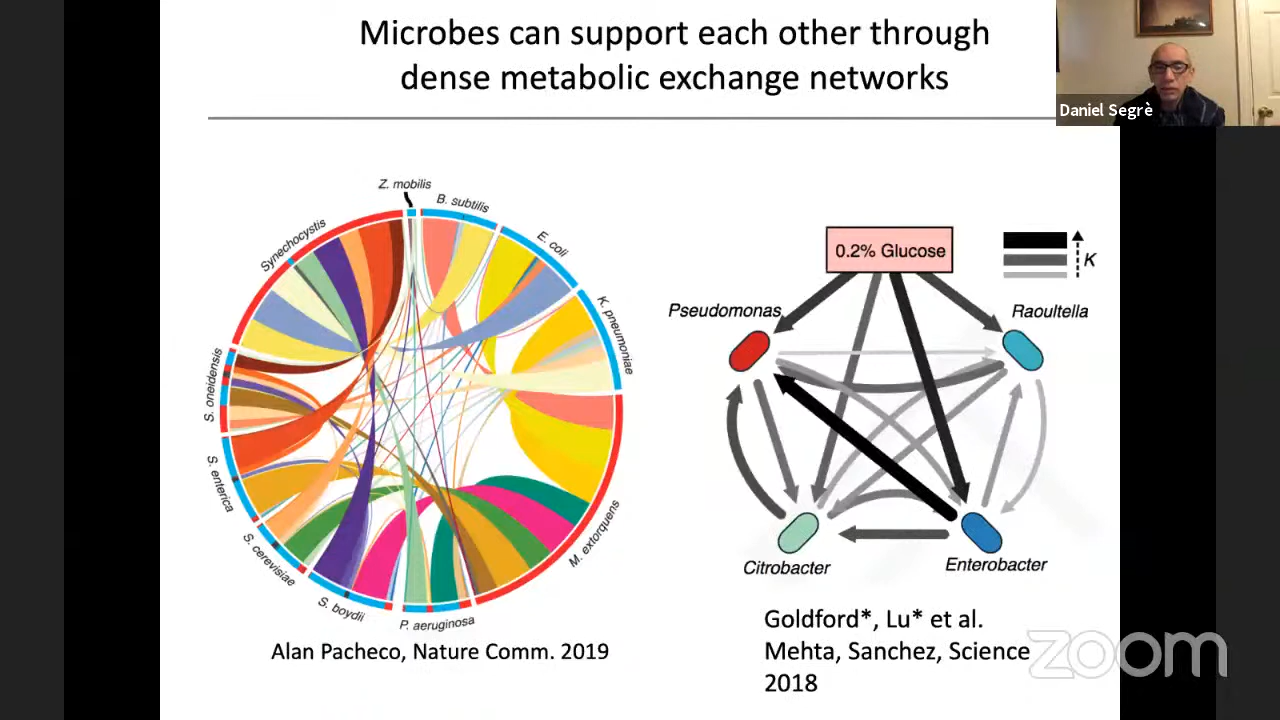 Microbes can support each other through
dense metabolic exchange networks
Daniel Segrè
Z. mobilis
B. subtilis
E. coli
K. pneumoniae
M. extorquens
P. aeruginosa
S. boydii
S. cerevisiae
S. enterica
S. oneidensis
Synechocystis
Alan Pacheco, Nature Comm. 2019
0.2% Glucose
K
Pseudomonas
Raoultella
Citrobacter
Enterobacter
Goldford*, Lu* et al.
Mehta, Sanchez, Science
2018
zoom